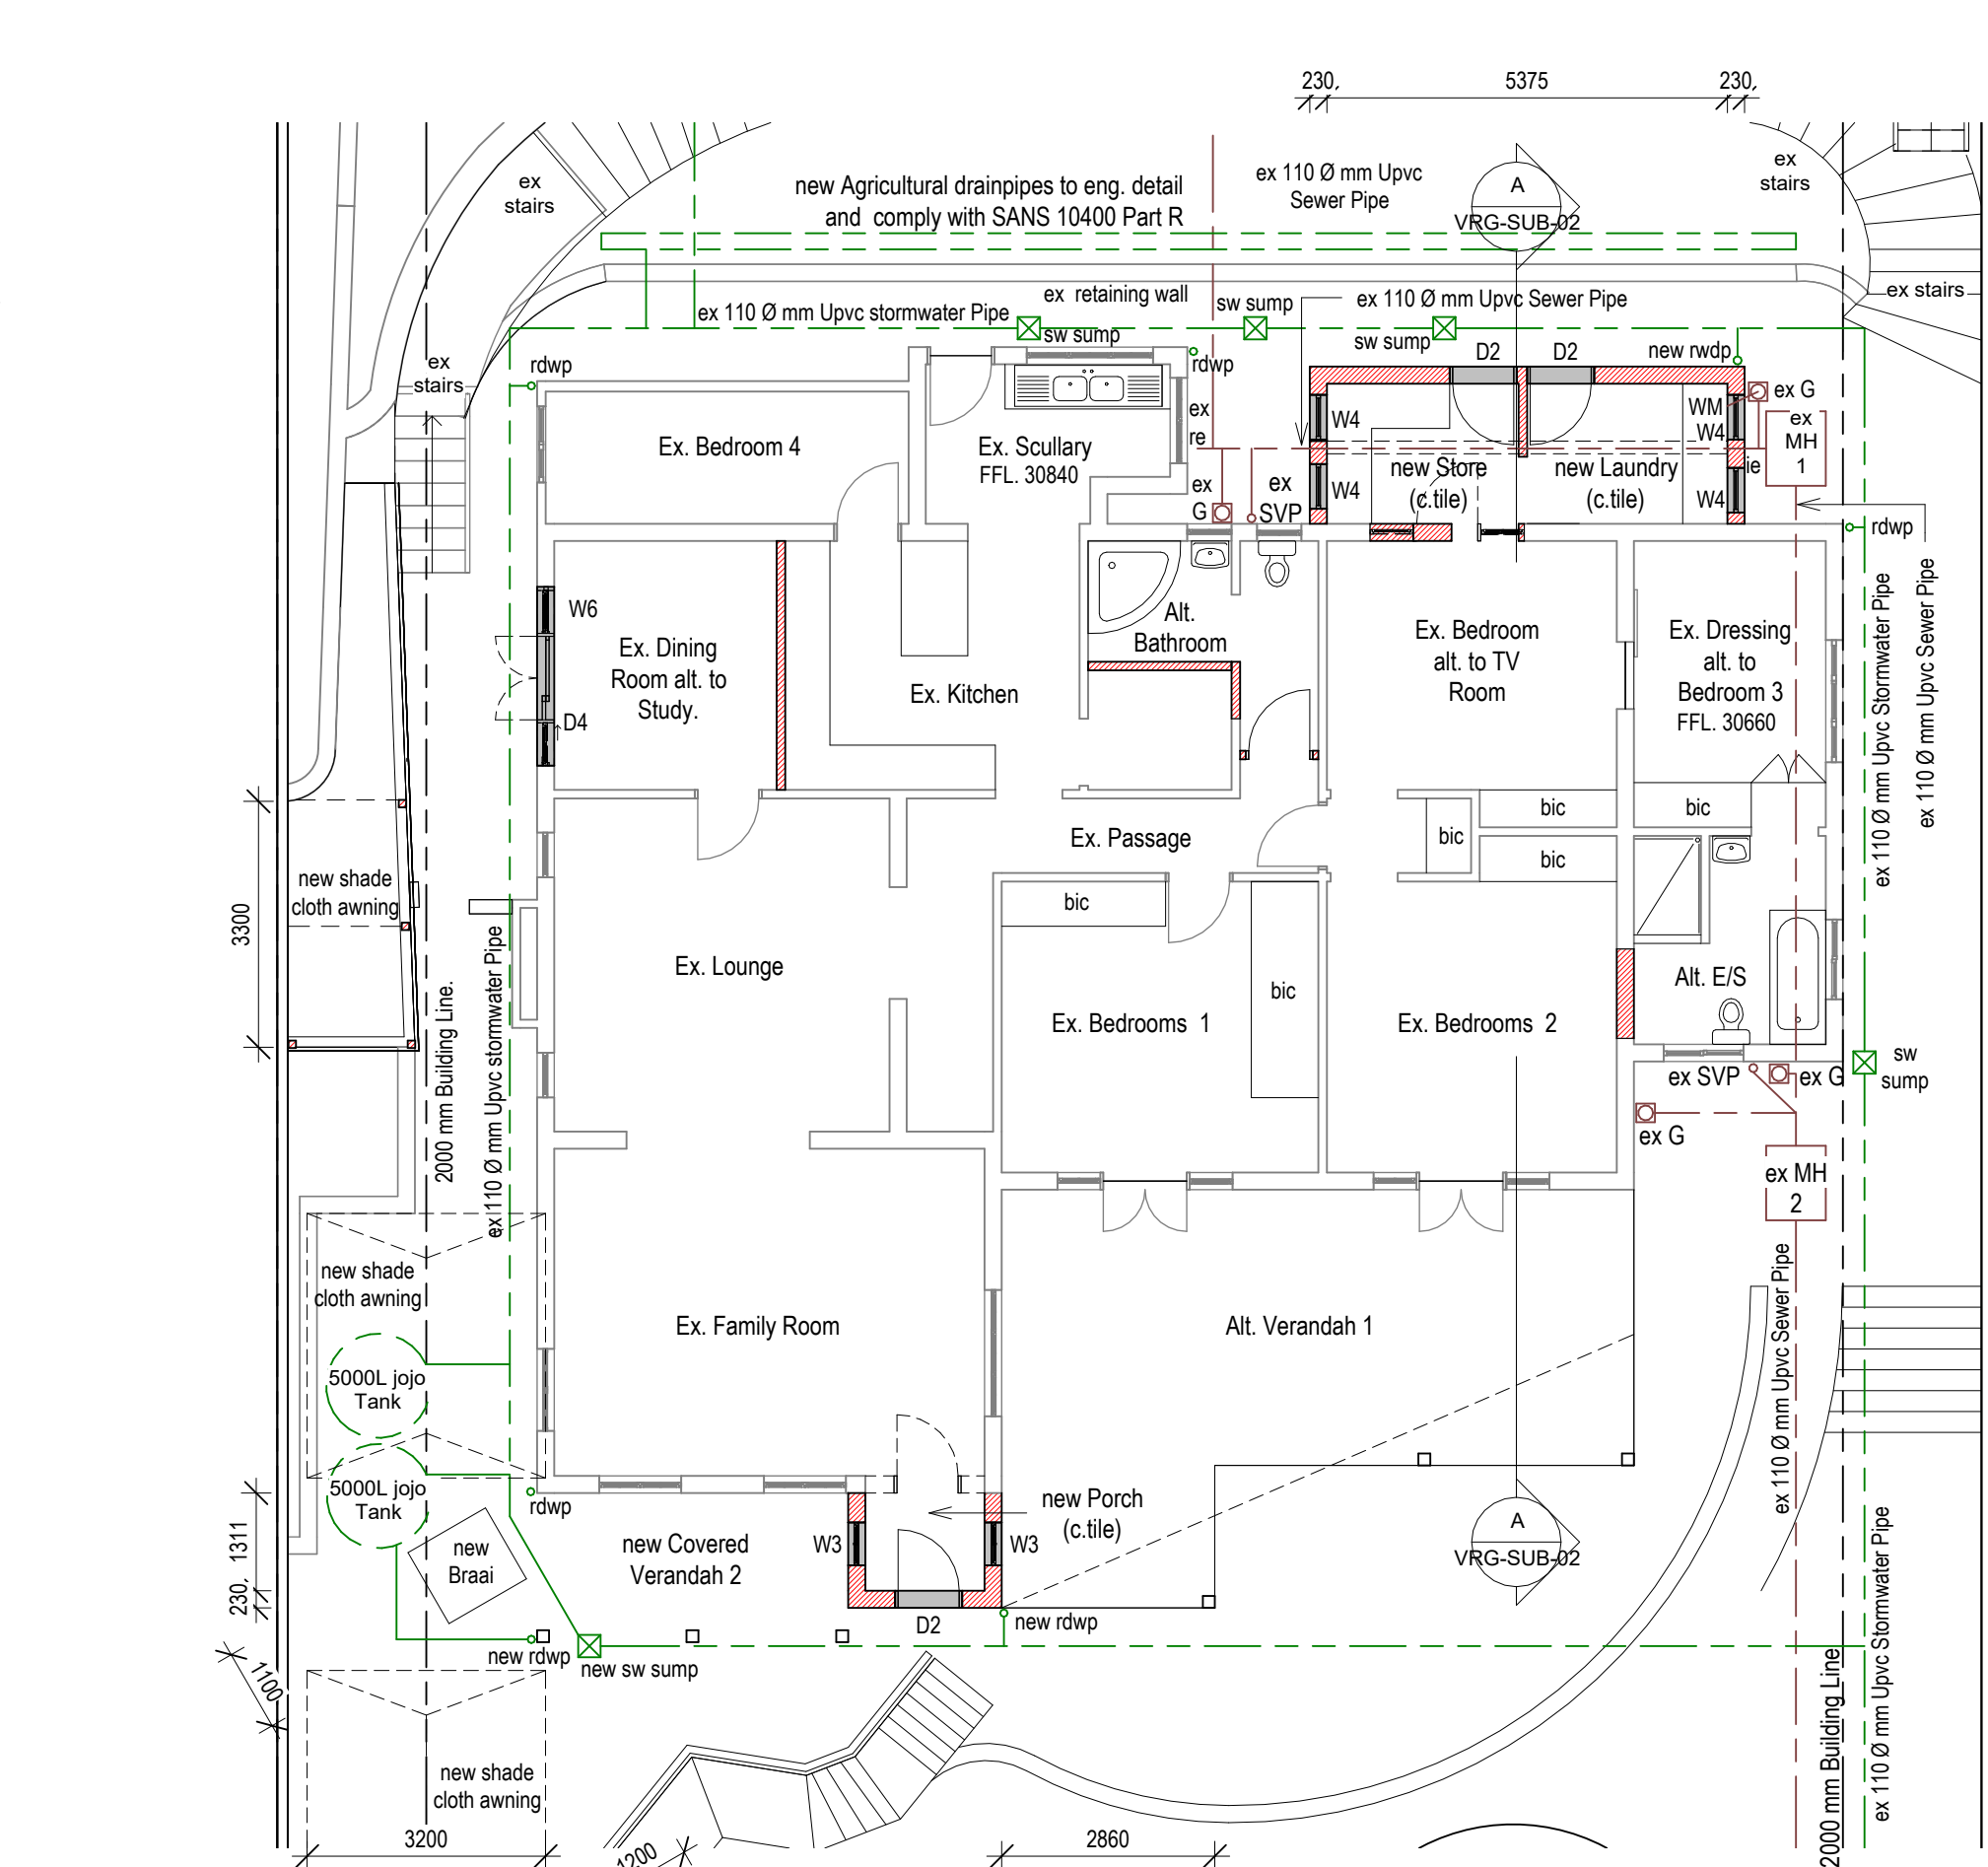 230,
5375
230,
ex
stairs
new Agricultural drainpipes to eng. detail
and comply with SANS 10400 Part R
ex 110 Ø mm Upvc
Sewer Pipe
A
VRG-SUB-02
ex
stairs
ex retaining wall
ex 110 Ø mm Upvc stormwater Pipe
sw sump
sw sump
ex 110 Ø mm Upvc Sewer Pipe
sw sump
ex stairs
ex
stairs
rdwp
rdwp
D2
D2
new rwdp
ex G
ex
MH
1
Ex. Bedroom 4
Ex. Scullary
FFL. 30840
ex
re
ex
G
ex
SVP
W4
W4
new Store
(c.tile)
new Laundry
(c.tile)
WM
W4
W4
ie
rdwp
W6
D4
Ex. Dining
Room alt. to
Study.
Ex. Kitchen
Alt.
Bathroom
Ex. Bedroom
alt. to TV
Room
Ex. Dressing
alt. to
Bedroom 3
FFL. 30660
ex 110 Ø mm Upvc Stormwater Pipe
ex 110 Ø mm Upvc Sewer Pipe
3300
new shade
cloth awning
Ex. Passage
bic
bic
bic
bic
bic
bic
Ex. Lounge
Ex. Bedrooms 1
Ex. Bedrooms 2
Alt. E/S
2000 mm Building Line.
ex 110 Ø mm Upvc stormwater Pipe
ex SVP
ex G
sw
sump
ex G
ex MH
2
new shade
cloth awning
Ex. Family Room
Alt. Verandah 1
5000L jojo
Tank
5000L jojo
Tank
ex 110 Ø mm Upvc Sewer Pipe
rdwp
1311
230,
new
Braai
new Covered
Verandah 2
W3
W3
new Porch
(c.tile)
A
VRG-SUB-02
D2
new rdwp
new rdwp
new sw sump
1100
new shade
cloth awning
3200
1200
2860
2000 mm Building Line
ex 110 Ø mm Upvc Stormwater Pipe